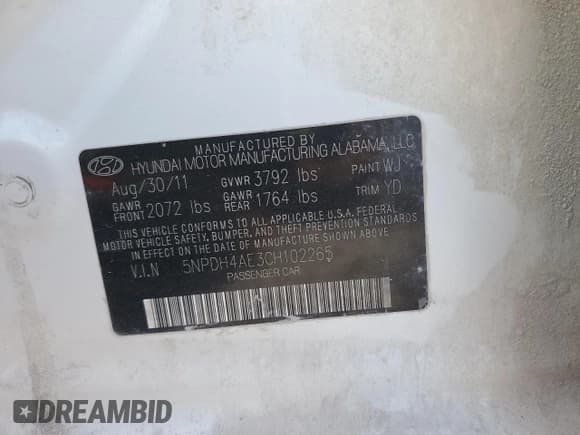 MANUFACTURED BY
HYUNDAI MOTOR MANUFACTURING ALABAMA, LLC
Aug/30/11 GVWR 3792 lbs PAINT WJ
GAWR FRONT 2072 lbs GAWR REAR 1764 lbs TRIM YD
THIS VEHICLE CONFORMS TO ALL APPLICABLE U.S.A. FEDERAL
MOTOR VEHICLE SAFETY, BUMPER, AND THEFT PREVENTION STANDARDS
IN EFFECT ON THE DATE OF MANUFACTURE SHOWN ABOVE.
V.I.N 5NPDH4AE3CH102265
PASSENGER CAR
DREAMBID